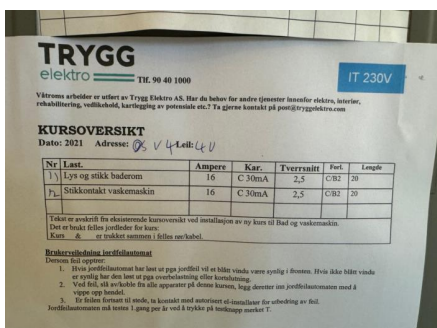 TRYGG
elektro Tlf. 90 40 1000
IT 230V
Våtroms arbeider er utført av Trygg Elektro AS. Har du behov for andre tjenester innenfor elektro, interiør,
rehabilitering, vedlikehold, kartlegging av potensiale etc.? Ta gjerne kontakt på post@tryggelektro.com
KURSOVERSIKT
Dato: 2021 Adresse: V 4 Leil: 4
Nr Last. Ampere Kar. Tverrsnitt Forl. Lengde
11 Lys og stikk baderom 16 C 30mA 2,5 C/B2 20
12 Stikkontakt vaskemaskin 16 C 30mA 2,5 C/B2 20
Tekst er avskrift fra eksisterende kursoversikt ved installasjon av ny kurs til Bad og vaskemaskin.
Det er brukt felles jordleder for kurs:
Kurs & er trukket sammen i felles rør/kabel.
Brukerveiledning jordfeilautomat
Dersom feil opptrer:
1. Hvis jordfeilautomat har løst ut pga jordfeil vil et blått vindu være synlig i fronten. Hvis ikke blått vindu
er synlig har den løst ut pga overbelastning eller kortslutning.
2. Ved feil, slå av/koble fra alle apparater på denne kursen, legg deretter inn jordfeilautomaten med å
vippe opp hendel.
3. Er feilen fortsatt til stede, ta kontakt med autorisert el-installatør for utbedring av feil.
Jordfeilautomaten må testes 1.gang per år ved å trykke på testknapp merket T.